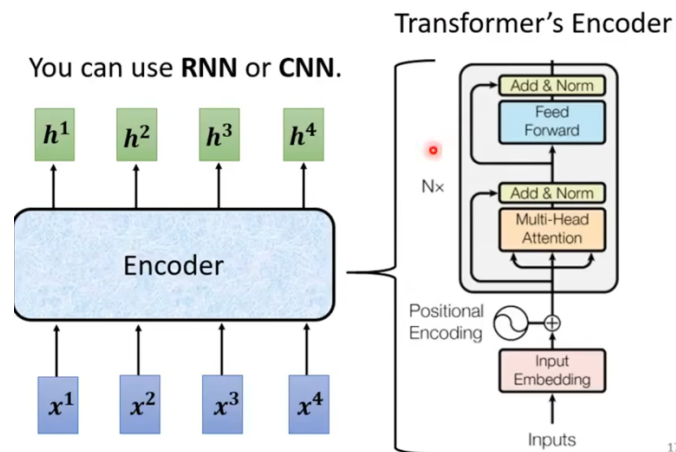 Transformer's Encoder
You can use RNN or CNN.
h¹ h² h³ h⁴
Encoder
x¹ x² x³ x⁴
Add & Norm
Feed
Forward
N×
Add & Norm
Multi-Head
Attention
Positional
Encoding
Input
Embedding
Inputs